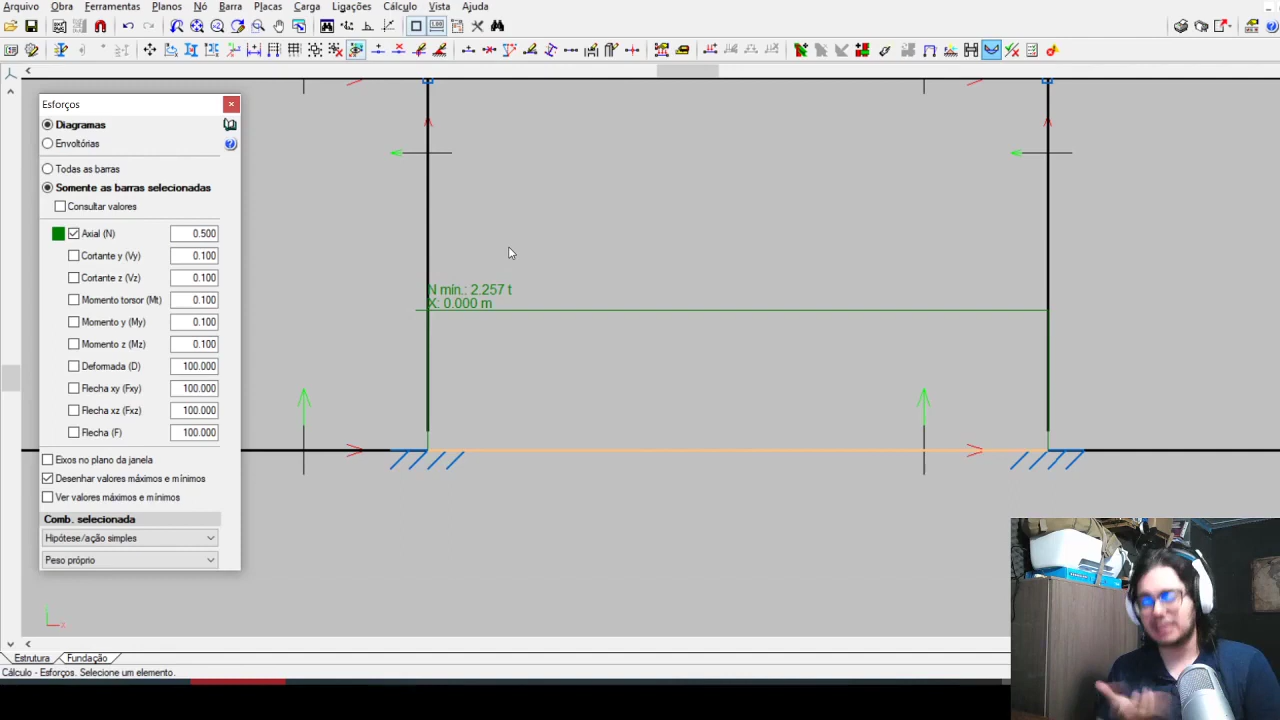 Arquivo Obra Ferramentas Planos Nó Barra Placas Carga Ligações Cálculo Vista Ajuda
Esforços
Diagramas
Envoltórias
Todas as barras
Somente as barras selecionadas
Consultar valores
Axial (N) 0.500
Cortante y (Vy) 0.100
Cortante z (Vz) 0.100
Momento torsor (Mt) 0.100
Momento y (My) 0.100
Momento z (Mz) 0.100
Deformada (D) 100.000
Flecha xy (Fxy) 100.000
Flecha xz (Fxz) 100.000
Flecha (F) 100.000
Eixos no plano da janela
Desenhar valores máximos e mínimos
Ver valores máximos e mínimos
Comb. selecionada
Hipótese/ação simples
Peso próprio
N mín.: 2.257 t
X: 0.000 m
Estrutura Fundação
Cálculo - Esforços. Selecione um elemento.